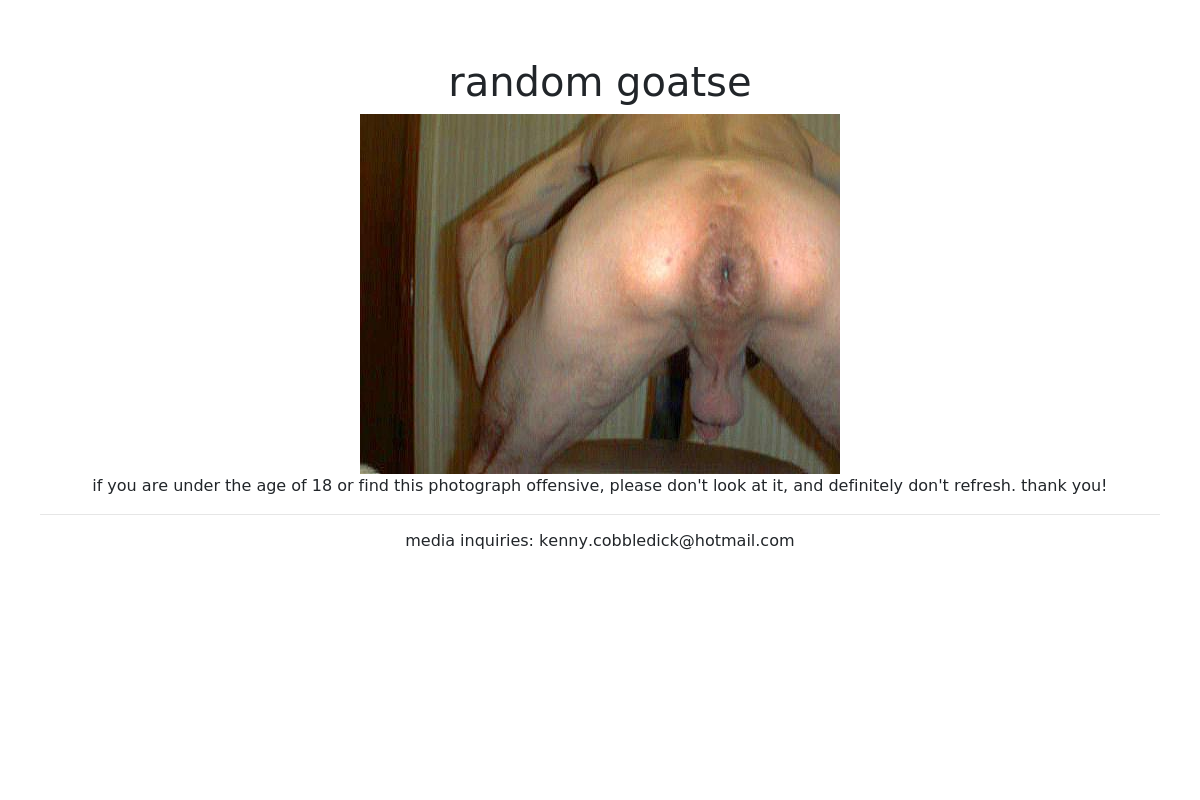 random goatse
if you are under the age of 18 or find this photograph offensive, please don't look at it, and definitely don't refresh. thank you!
media inquiries: kenny.cobbledick@hotmail.com